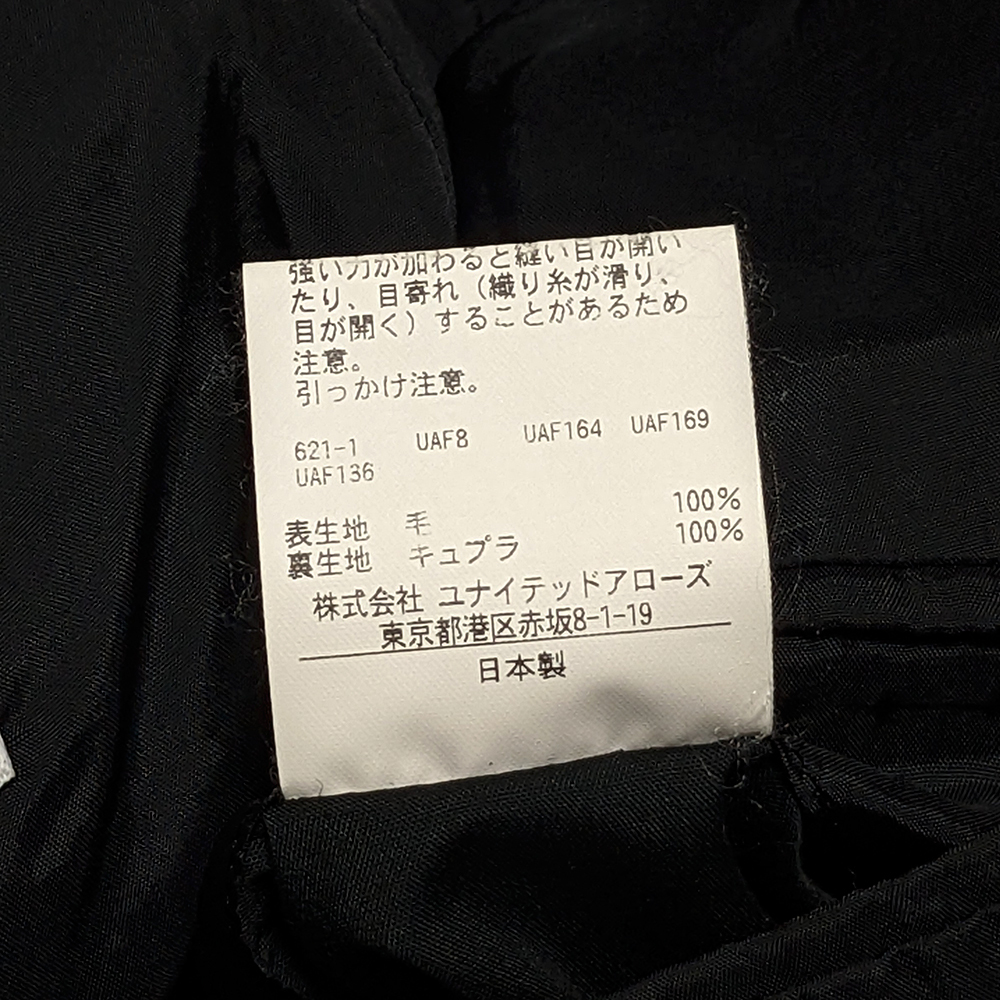 強い力が加わると縫い目が開い
たり、目寄れ（織り糸が滑り、
目が開く）することがあるため
注意。
引っかけ注意。
621-1 UAF8 UAF164 UAF169
UAF136
表生地 毛 100%
裏生地 キュプラ 100%
株式会社 ユナイテッドアローズ
東京都港区赤坂8-1-19
日本製